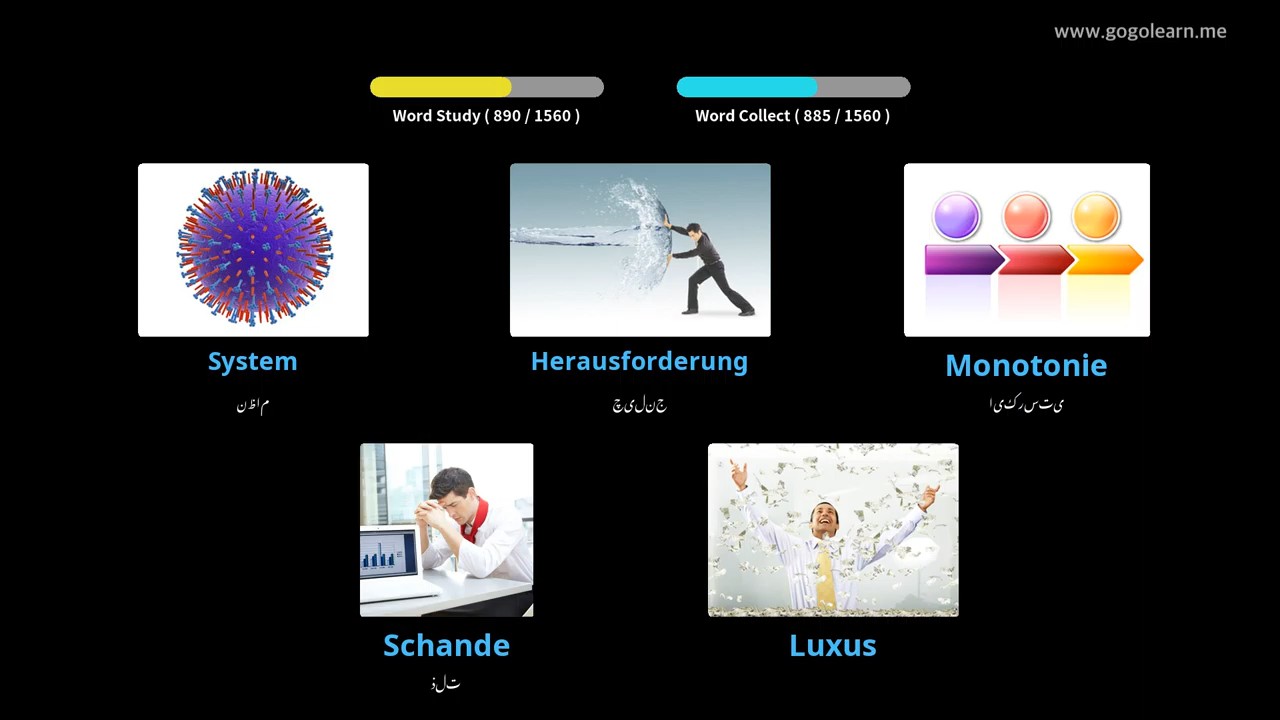 www.gogolearn.me
Word Study ( 890 / 1560 )
Word Collect ( 885 / 1560 )
System
Herausforderung
Monotonie
نظام
چیلنج
ایکرستی
Schande
Luxus
ذلت